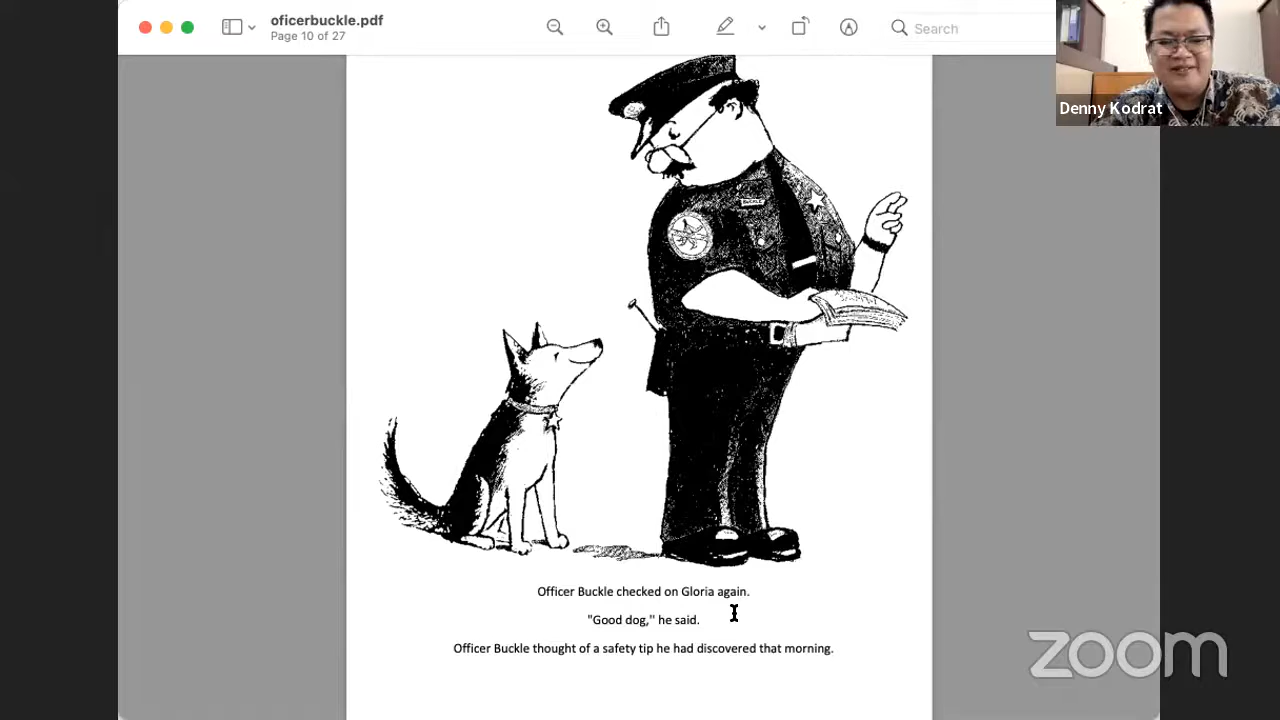 oficerbuckle.pdf
Page 10 of 27
Search
Denny Kodrat
BUCKLE
Officer Buckle checked on Gloria again.
"Good dog," he said.
Officer Buckle thought of a safety tip he had discovered that morning.
zoom